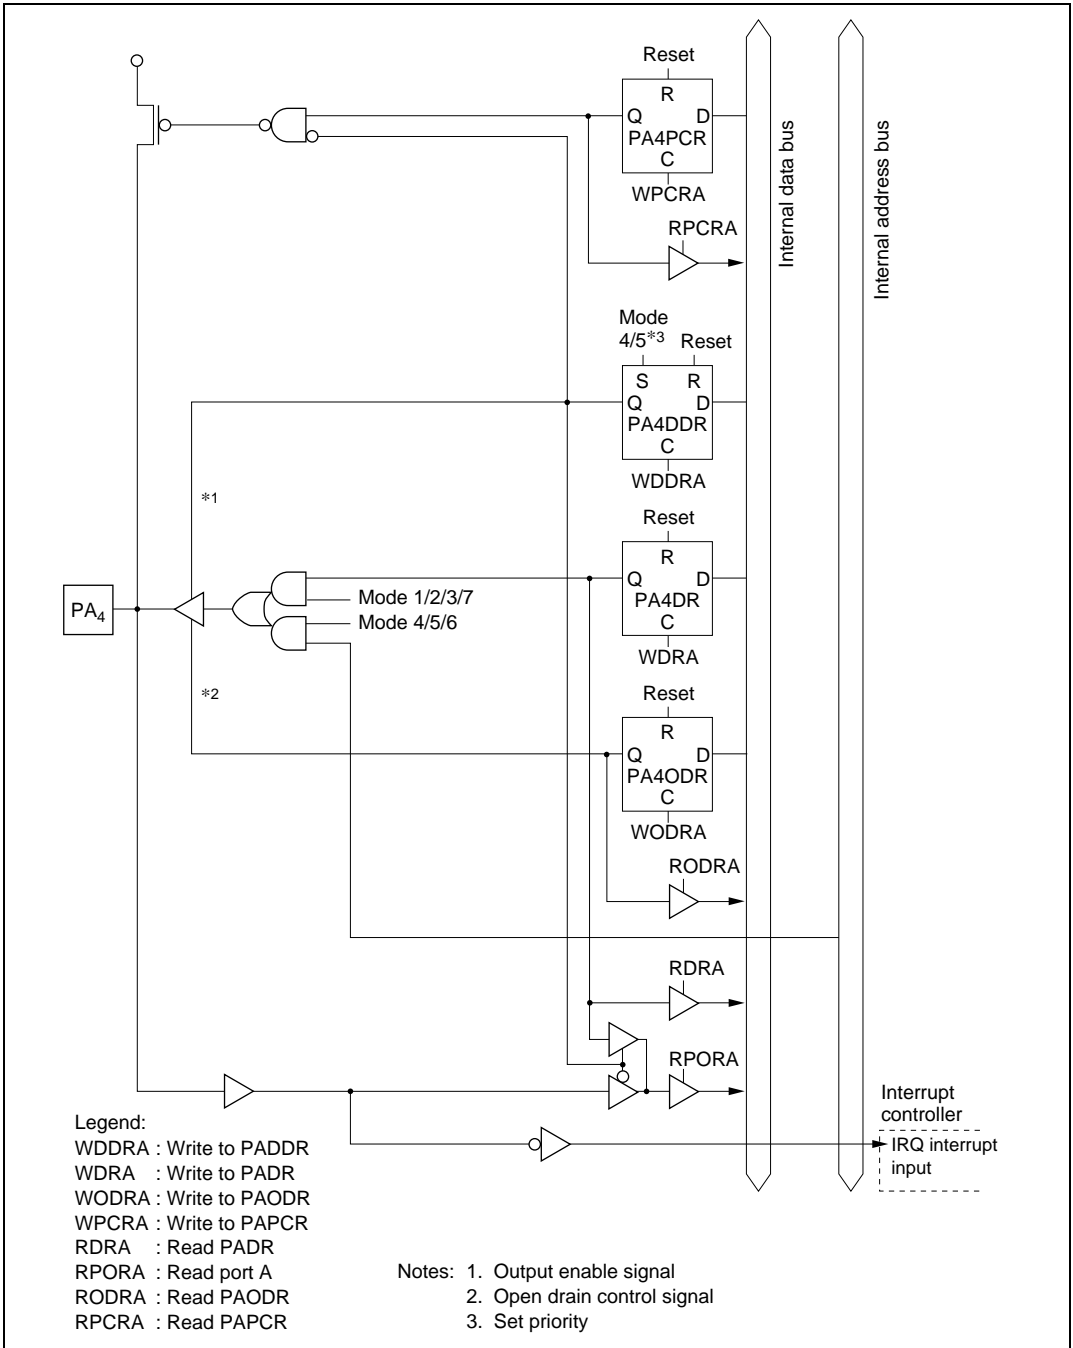 Reset
R
Q D
PA4PCR
C
WPCRA
RPCRA
Internal data bus
Internal address bus
Mode
4/5*3 Reset
S R
Q D
PA4DDR
C
WDDRA
*1
Reset
R
Q D
PA4DR
C
WDRA
Mode 1/2/3/7
Mode 4/5/6
PA4
*2
Reset
R
Q D
PA4ODR
C
WODRA
RODRA
RDRA
RPORA
Interrupt
controller
IRQ interrupt
input
Legend:
WDDRA : Write to PADDR
WDRA : Write to PADR
WODRA : Write to PAODR
WPCRA : Write to PAPCR
RDRA : Read PADR
RPORA : Read port A
RODRA : Read PAODR
RPCRA : Read PAPCR
Notes: 1. Output enable signal
2. Open drain control signal
3. Set priority